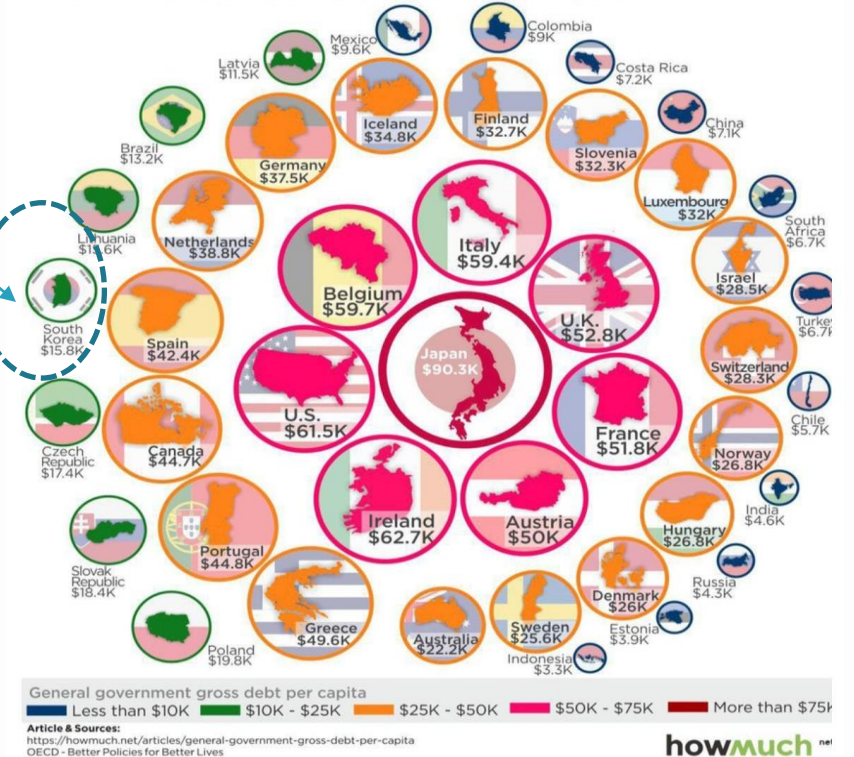 Colombia
$9K
Mexico
$9.6K
Latvia
$11.5K
Costa Rica
$7.2K
Iceland
$34.8K
Finland
$32.7K
China
$7.1K
Brazil
$13.2K
Germany
$37.5K
Slovenia
$32.3K
Luxembourg
$32K
South
Africa
$6.7K
Lithuania
Netherlands
$38.8K
Italy
$59.4K
Israel
$28.5K
Belgium
$59.7K
U.K.
$52.8K
Turkey
$6.7K
South
Korea
$15.8K
Spain
$42.4K
Japan
$90.3K
Switzerland
$28.3K
U.S.
$61.5K
France
$51.8K
Chile
$5.7K
Czech
Republic
$17.4K
Canada
$44.7K
Norway
$26.8K
India
$4.6K
Ireland
$62.7K
Austria
$50K
Hungary
$26.8K
Portugal
$44.8K
Slovak
Republic
$18.4K
Russia
$4.3K
Denmark
$26K
Greece
$49.6K
Australia
$22.2K
Sweden
$25.6K
Estonia
$3.9K
Poland
$19.8K
Indonesia
$3.3K
General government gross debt per capita
Less than $10K
$10K - $25K
$25K - $50K
$50K - $75K
More than $75K
Article & Sources:
https://howmuch.net/articles/general-government-gross-debt-per-capita
OECD - Better Policies for Better Lives
howmuch